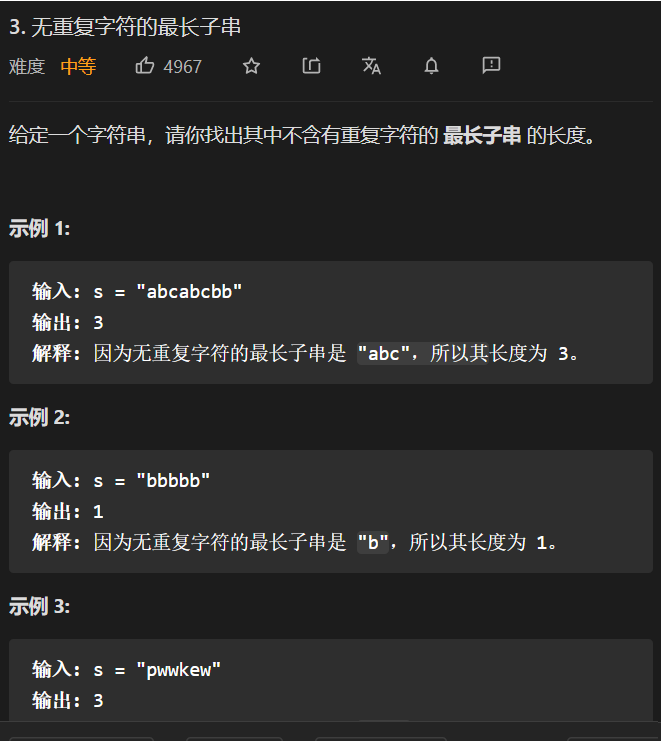 3. 无重复字符的最长子串
难度 中等 4967
给定一个字符串，请你找出其中不含有重复字符的 最长子串 的长度。
示例 1:
输入: s = "abcabcbb"
输出: 3
解释: 因为无重复字符的最长子串是 "abc"，所以其长度为 3。
示例 2:
输入: s = "bbbbb"
输出: 1
解释: 因为无重复字符的最长子串是 "b"，所以其长度为 1。
示例 3:
输入: s = "pwwkew"
输出: 3